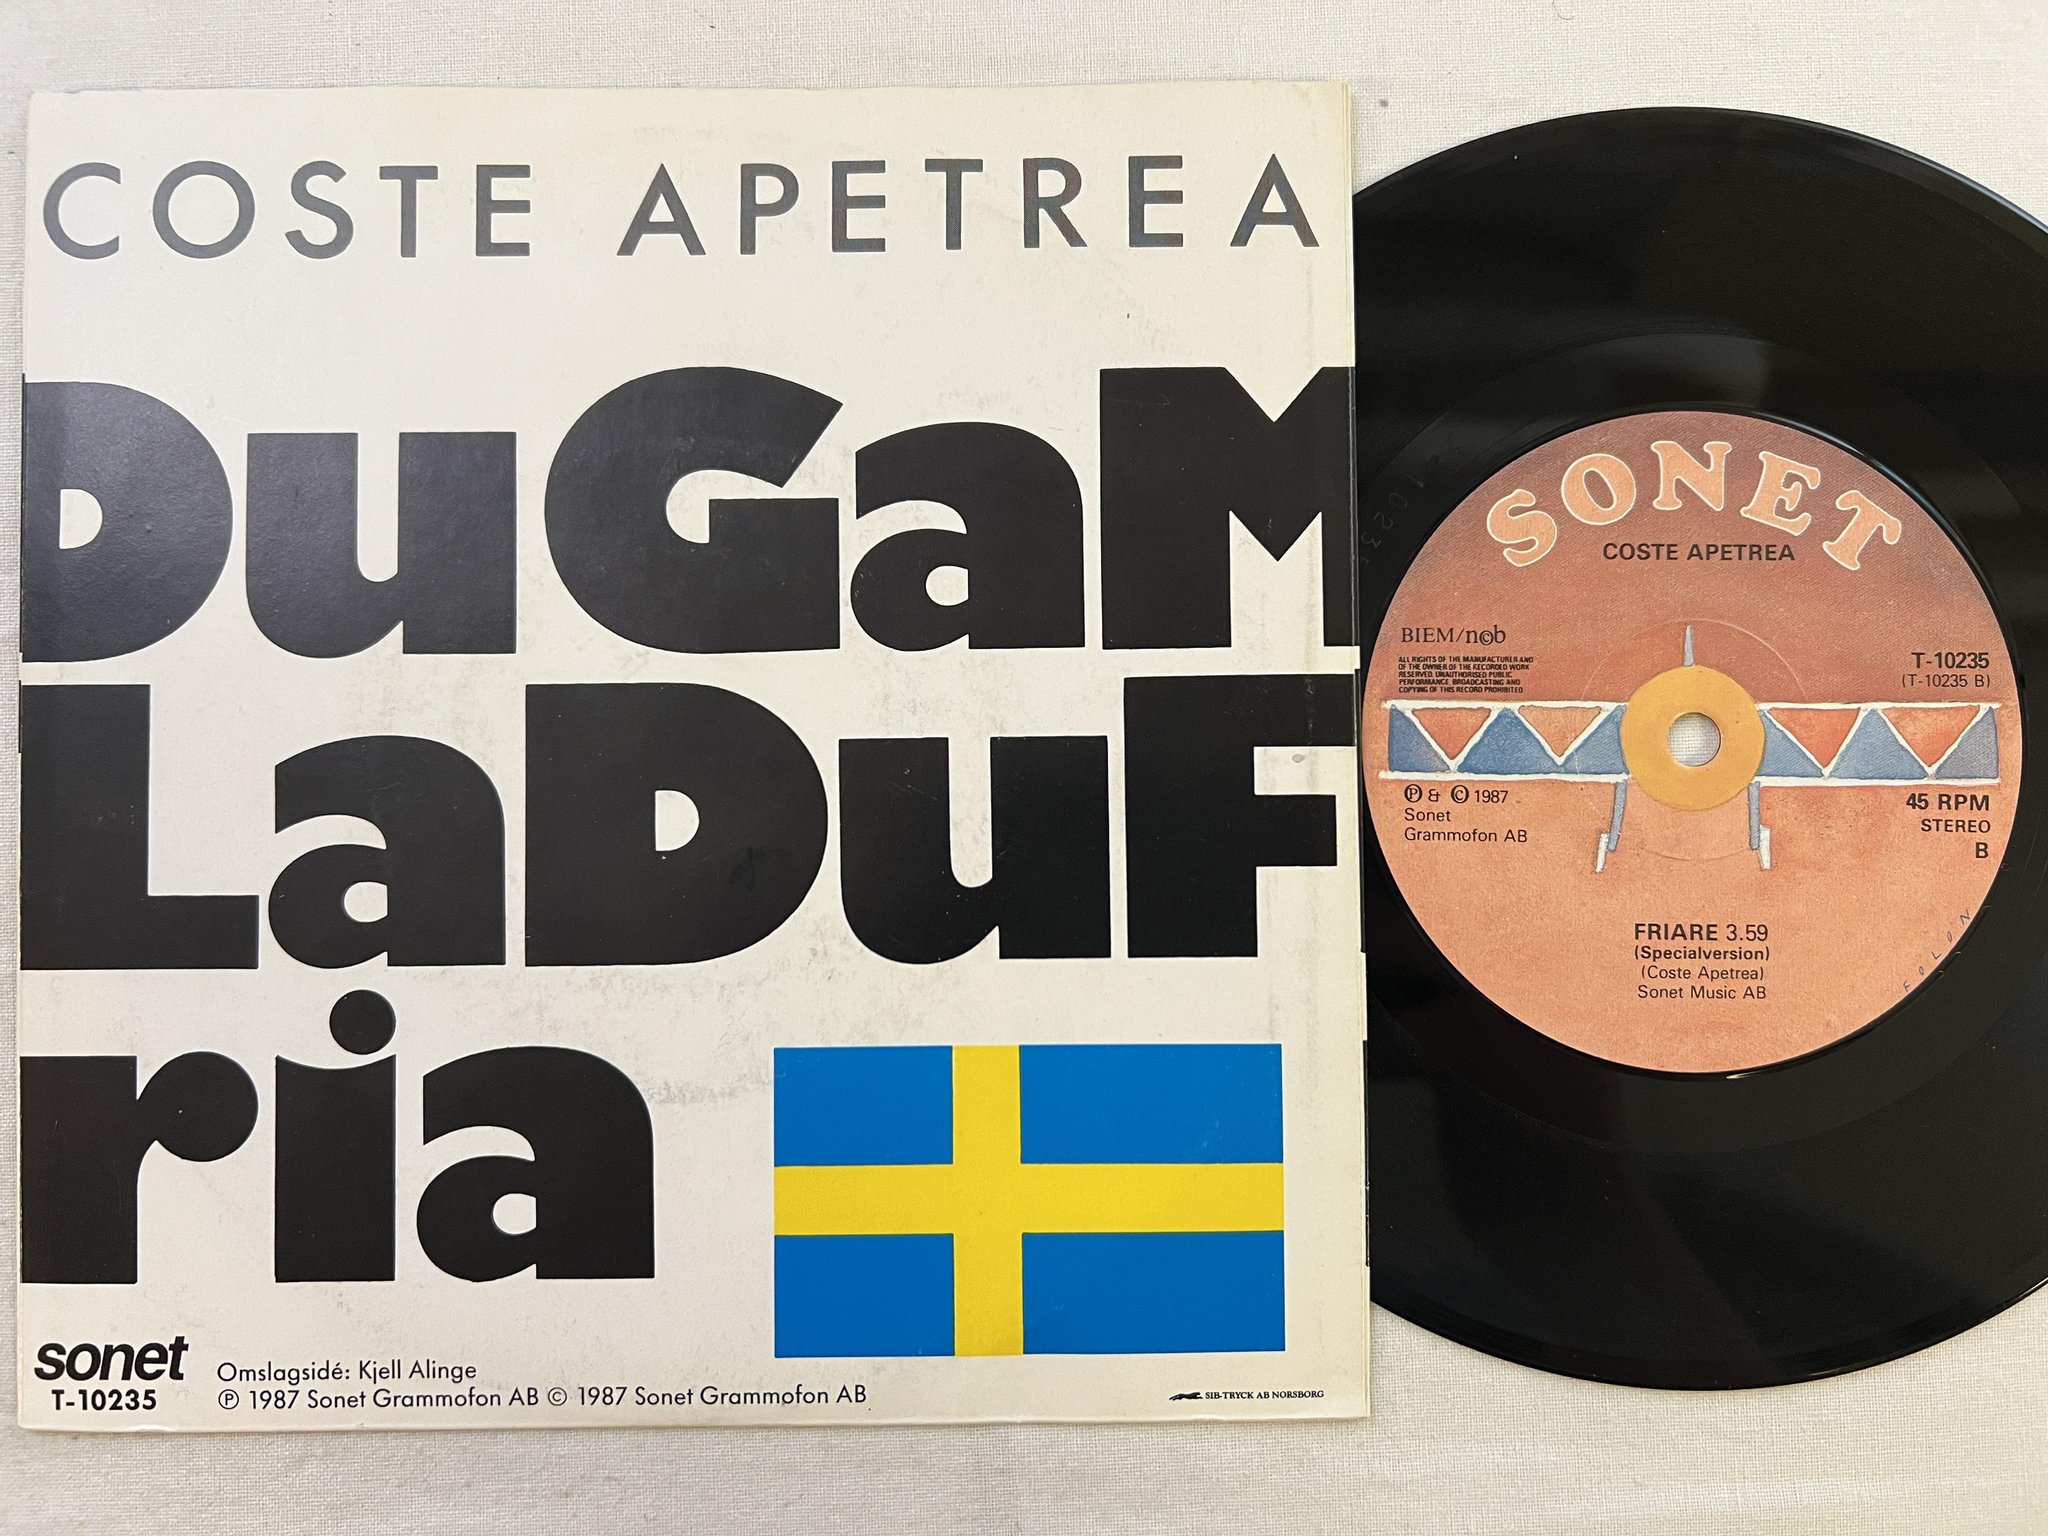 COSTE APETREA
DuGaM
LaDuF
ria
sonet
T-10235
Omslagsidé: Kjell Alinge
Ⓟ 1987 Sonet Grammofon AB © 1987 Sonet Grammofon AB
SIB-TRYCK AB NORSBORG
SONET
COSTE APETREA
BIEM/n©b
ALL RIGHTS OF THE MANUFACTURER AND
OF THE OWNER OF THE RECORDED WORK
RESERVED. UNAUTHORISED PUBLIC
PERFORMANCE, BROADCASTING AND
COPYING OF THIS RECORD PROHIBITED.
T-10235
(T-10235 B)
Ⓟ & © 1987
Sonet
Grammofon AB
45 RPM
STEREO
B
FRIARE 3.59
(Specialversion)
(Coste Apetrea)
Sonet Music AB
FOLON